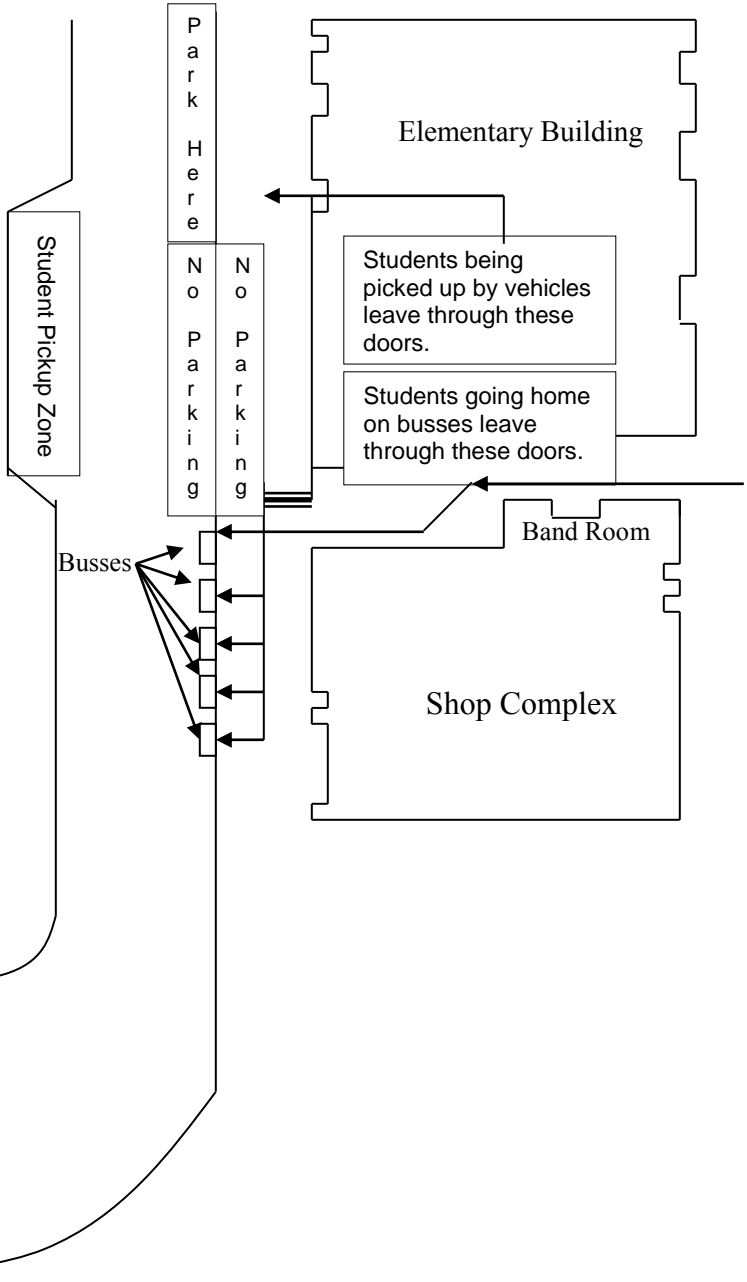 Park Here
Elementary Building
Student Pickup Zone
No Parking
No Parking
Students being
picked up by vehicles
leave through these
doors.
Students going home
on busses leave
through these doors.
Band Room
Busses
Shop Complex